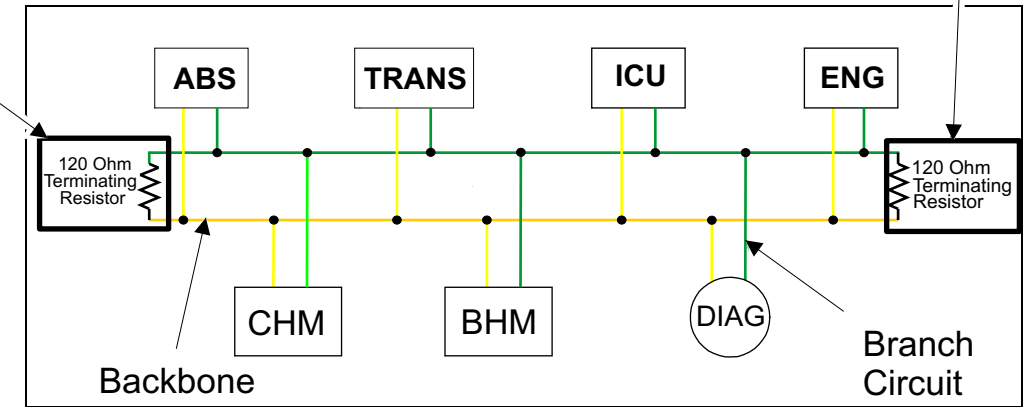 ABS
TRANS
ICU
ENG
120 Ohm
Terminating
Resistor
120 Ohm
Terminating
Resistor
CHM
BHM
DIAG
Backbone
Branch
Circuit